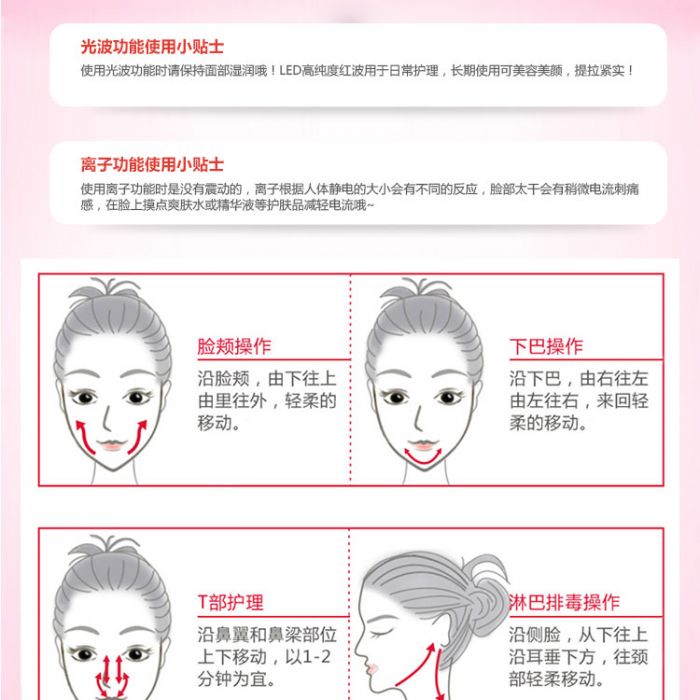 光波功能使用小贴士
使用光波功能时请保持面部湿润哦！LED高纯度红波用于日常护理，长期使用可美容美颜，提拉紧实！
离子功能使用小贴士
使用离子功能时是没有震动的，离子根据人体静电的大小会有不同的反应，脸部太干会有稍微电流刺痛
感，在脸上摸点爽肤水或精华液等护肤品减轻电流哦~
脸颊操作
沿脸颊，由下往上
由里往外，轻柔的
移动。
下巴操作
沿下巴，由右往左
由左往右，来回轻
柔的移动。
T部护理
沿鼻翼和鼻梁部位
上下移动，以1-2
分钟为宜。
淋巴排毒操作
沿侧脸，从下往上
沿耳垂下方，往颈
部轻柔移动。